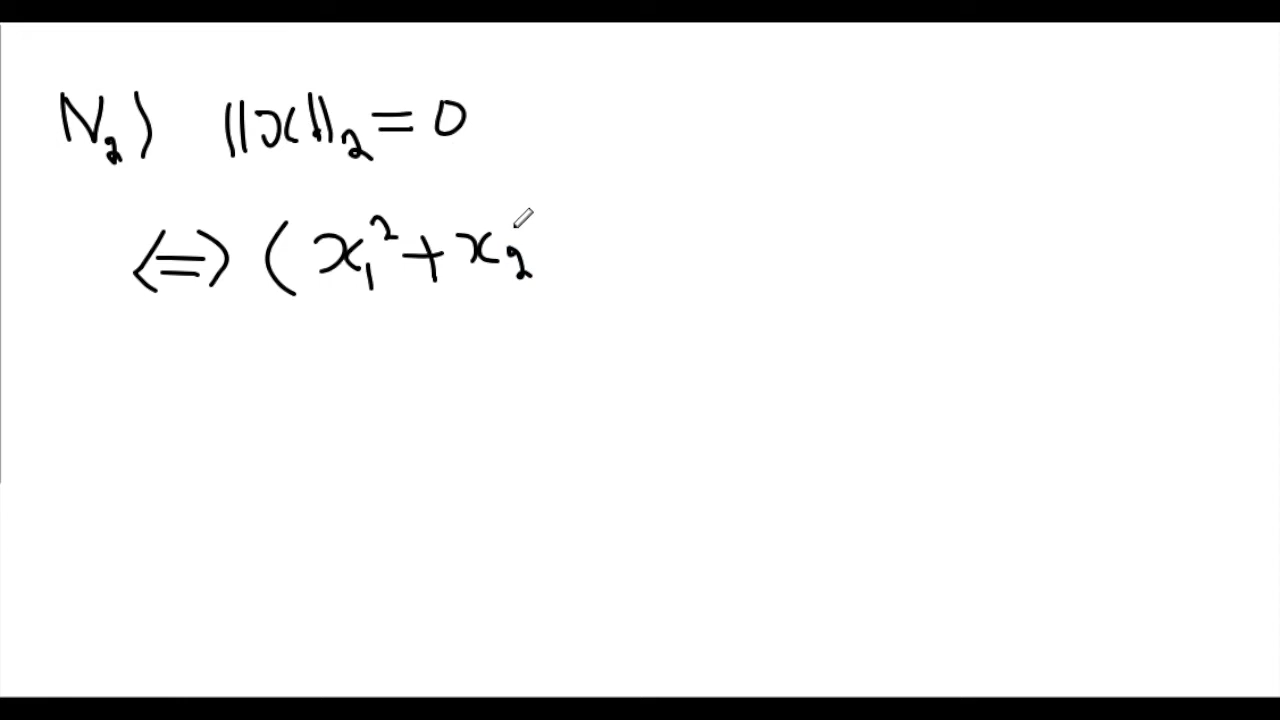 N₂) ||x||₂ = 0
<=> (x₁² + x₂